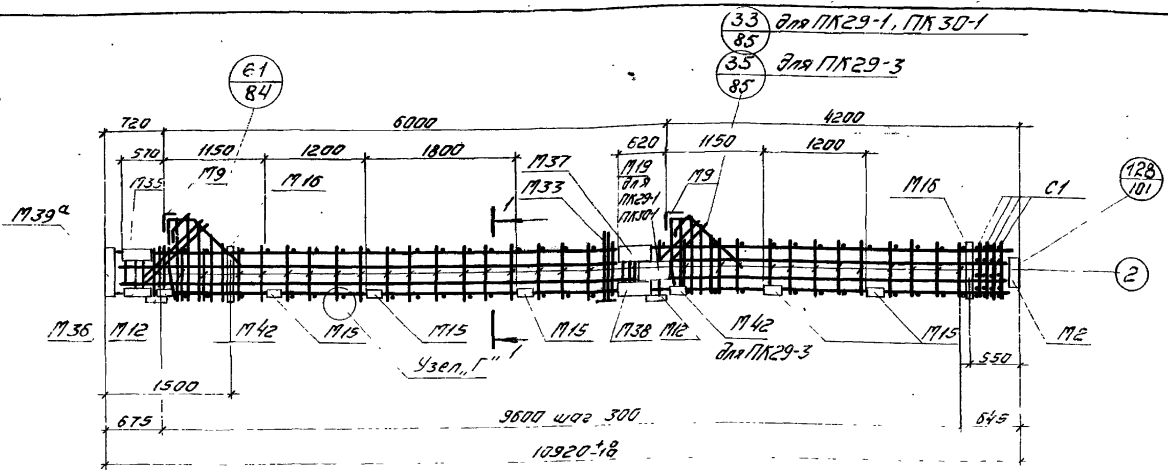 33 для ПК29-1, ПК30-1
85
35 для ПК29-3
85
61
84
720 6000 4200
570 1150 1200 1800 620 1150 1200
М35 М9 М16 М37 М19 М9 М16 С1 128
101
М33 для
ПК29-1
ПК30-1
М39а
1
2
М36 М12 М42 М15 М15 М15 М38 М12 М42 М15 М2
для ПК29-3
Узел „Г"
1
550
1500
675 9600 шаг 300 645
10920